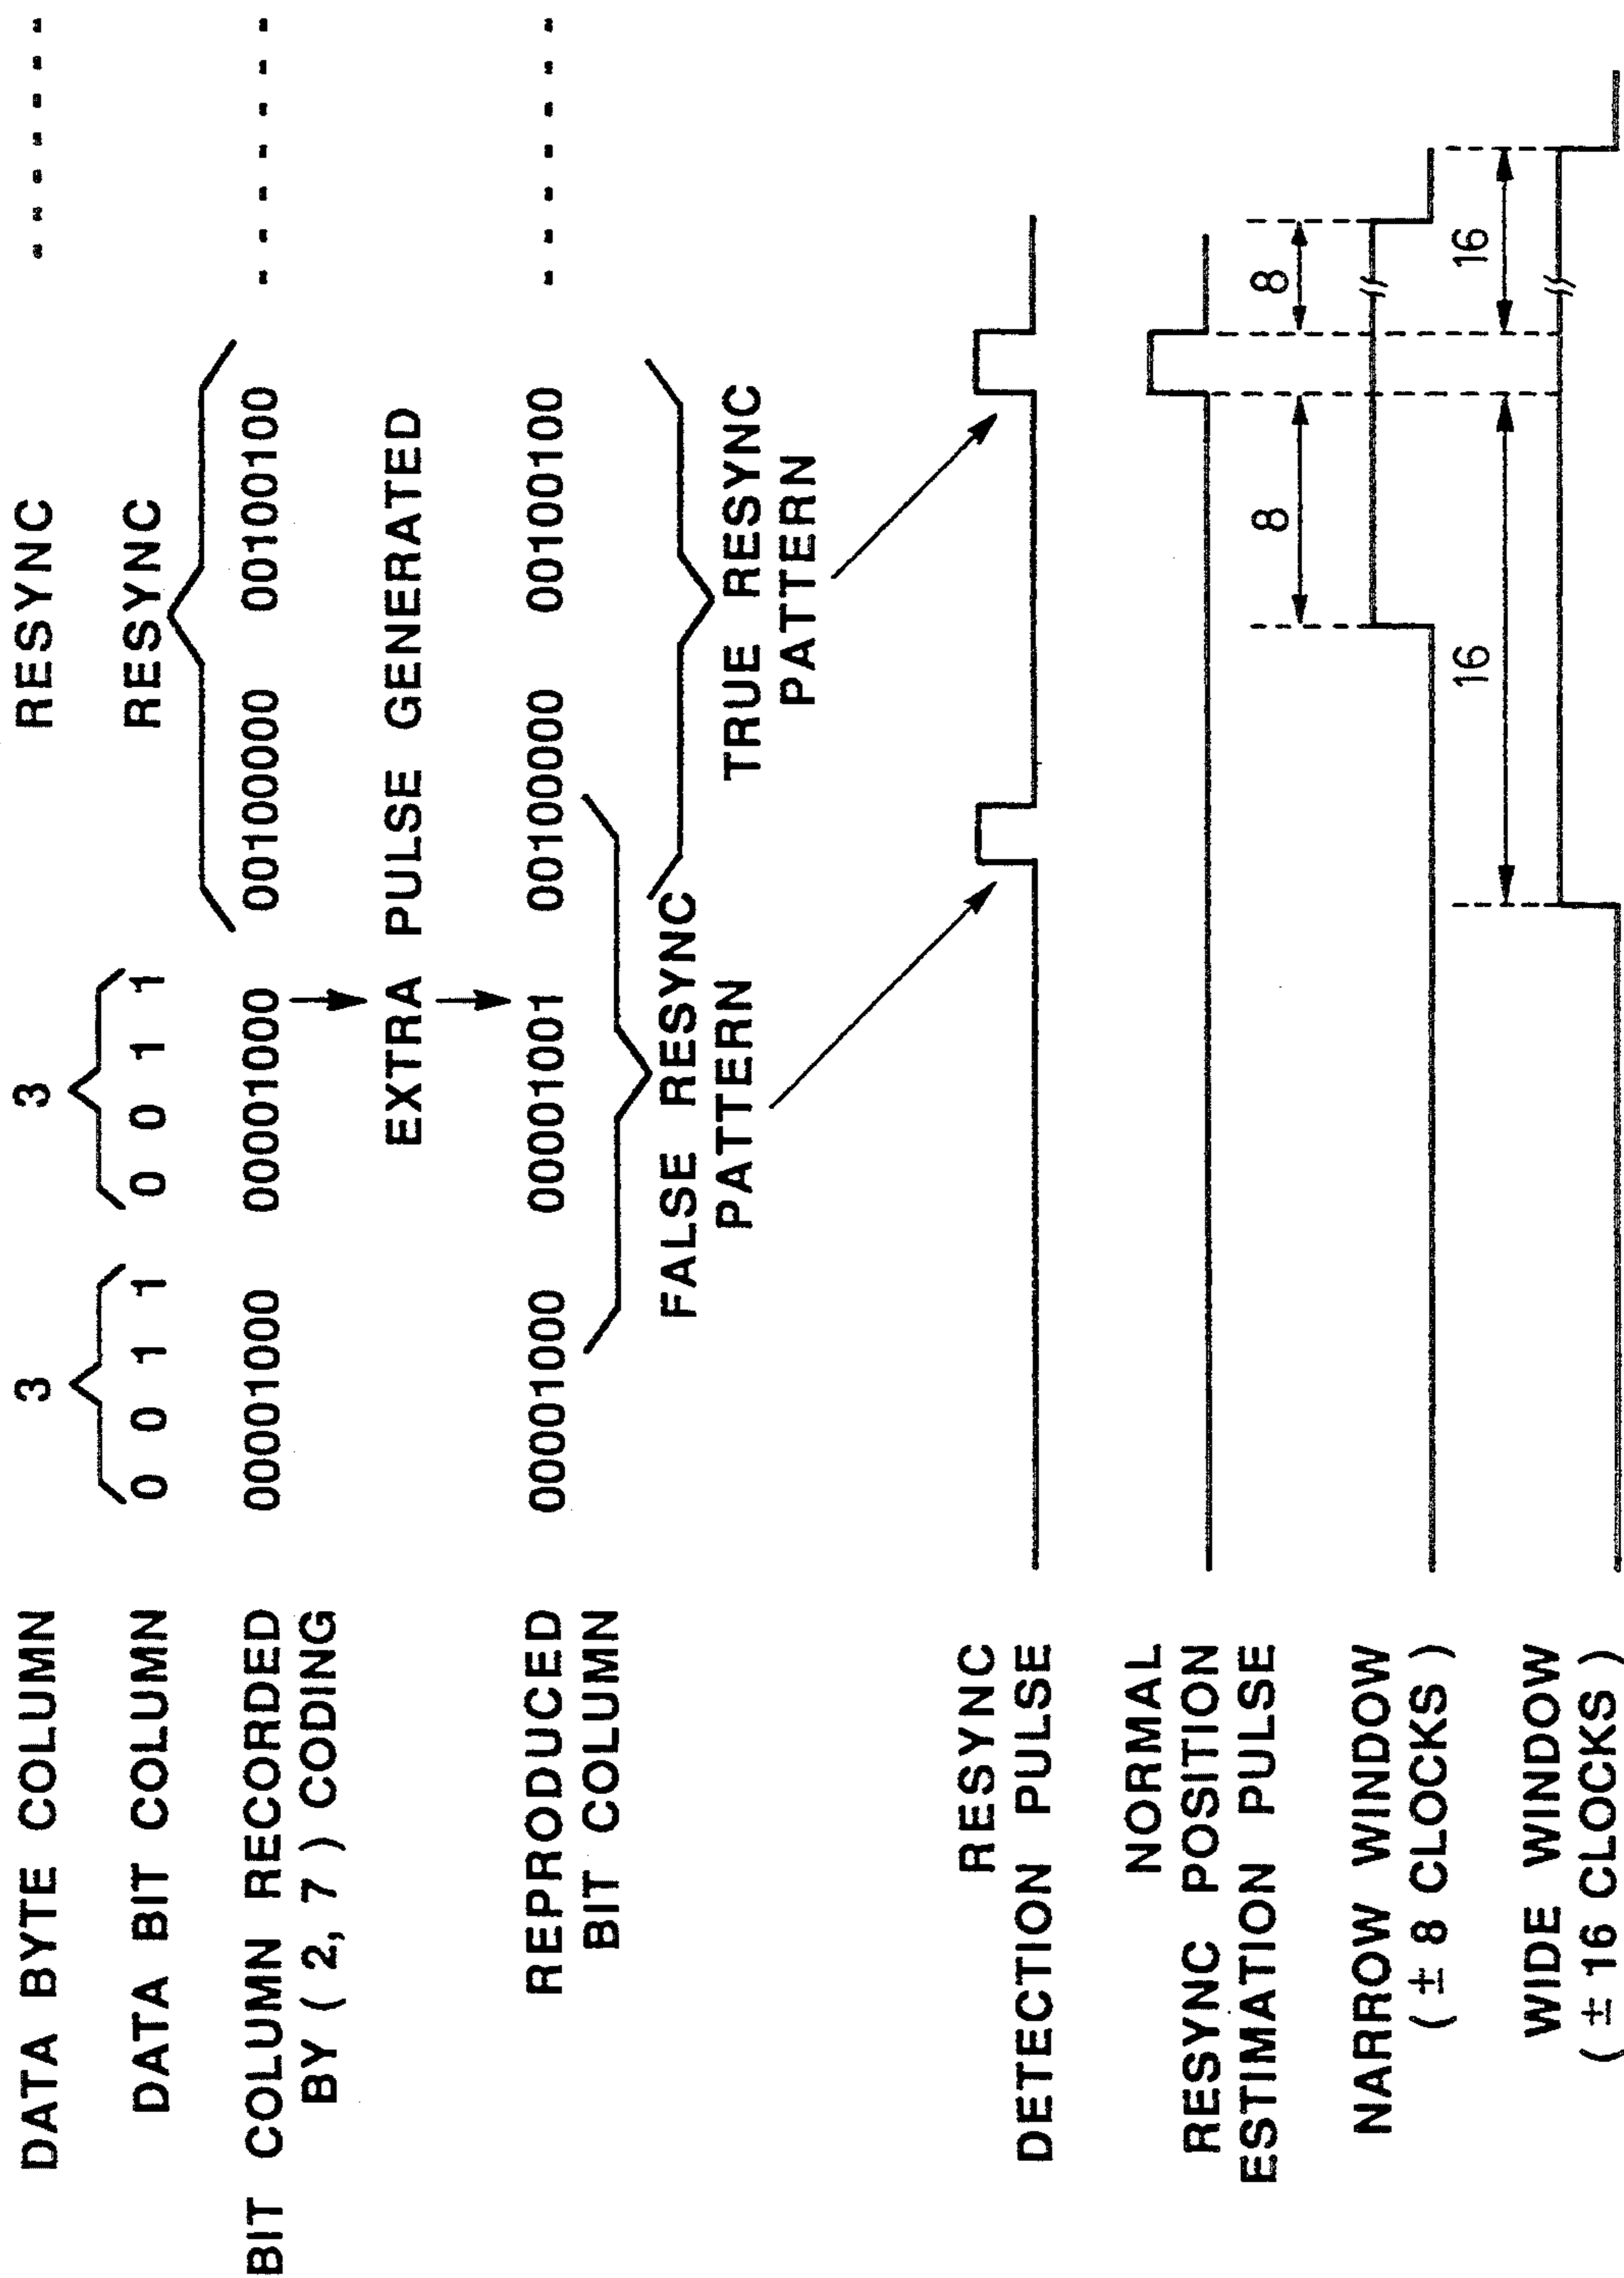 DATA BYTE COLUMN 3 3 RESYNC
DATA BIT COLUMN 0 0 1 1 0 0 1 1 RESYNC
BIT COLUMN RECORDED 00001000 00001000 00100000 00100100
BY ( 2, 7 ) CODING
EXTRA PULSE GENERATED
REPRODUCED 00001000 00001001 00100000 00100100
BIT COLUMN
FALSE RESYNC
PATTERN
TRUE RESYNC
PATTERN
RESYNC
DETECTION PULSE
NORMAL
RESYNC POSITION
ESTIMATION PULSE
8 8
NARROW WINDOW
( ± 8 CLOCKS )
16 16
WIDE WINDOW
( ± 16 CLOCKS )